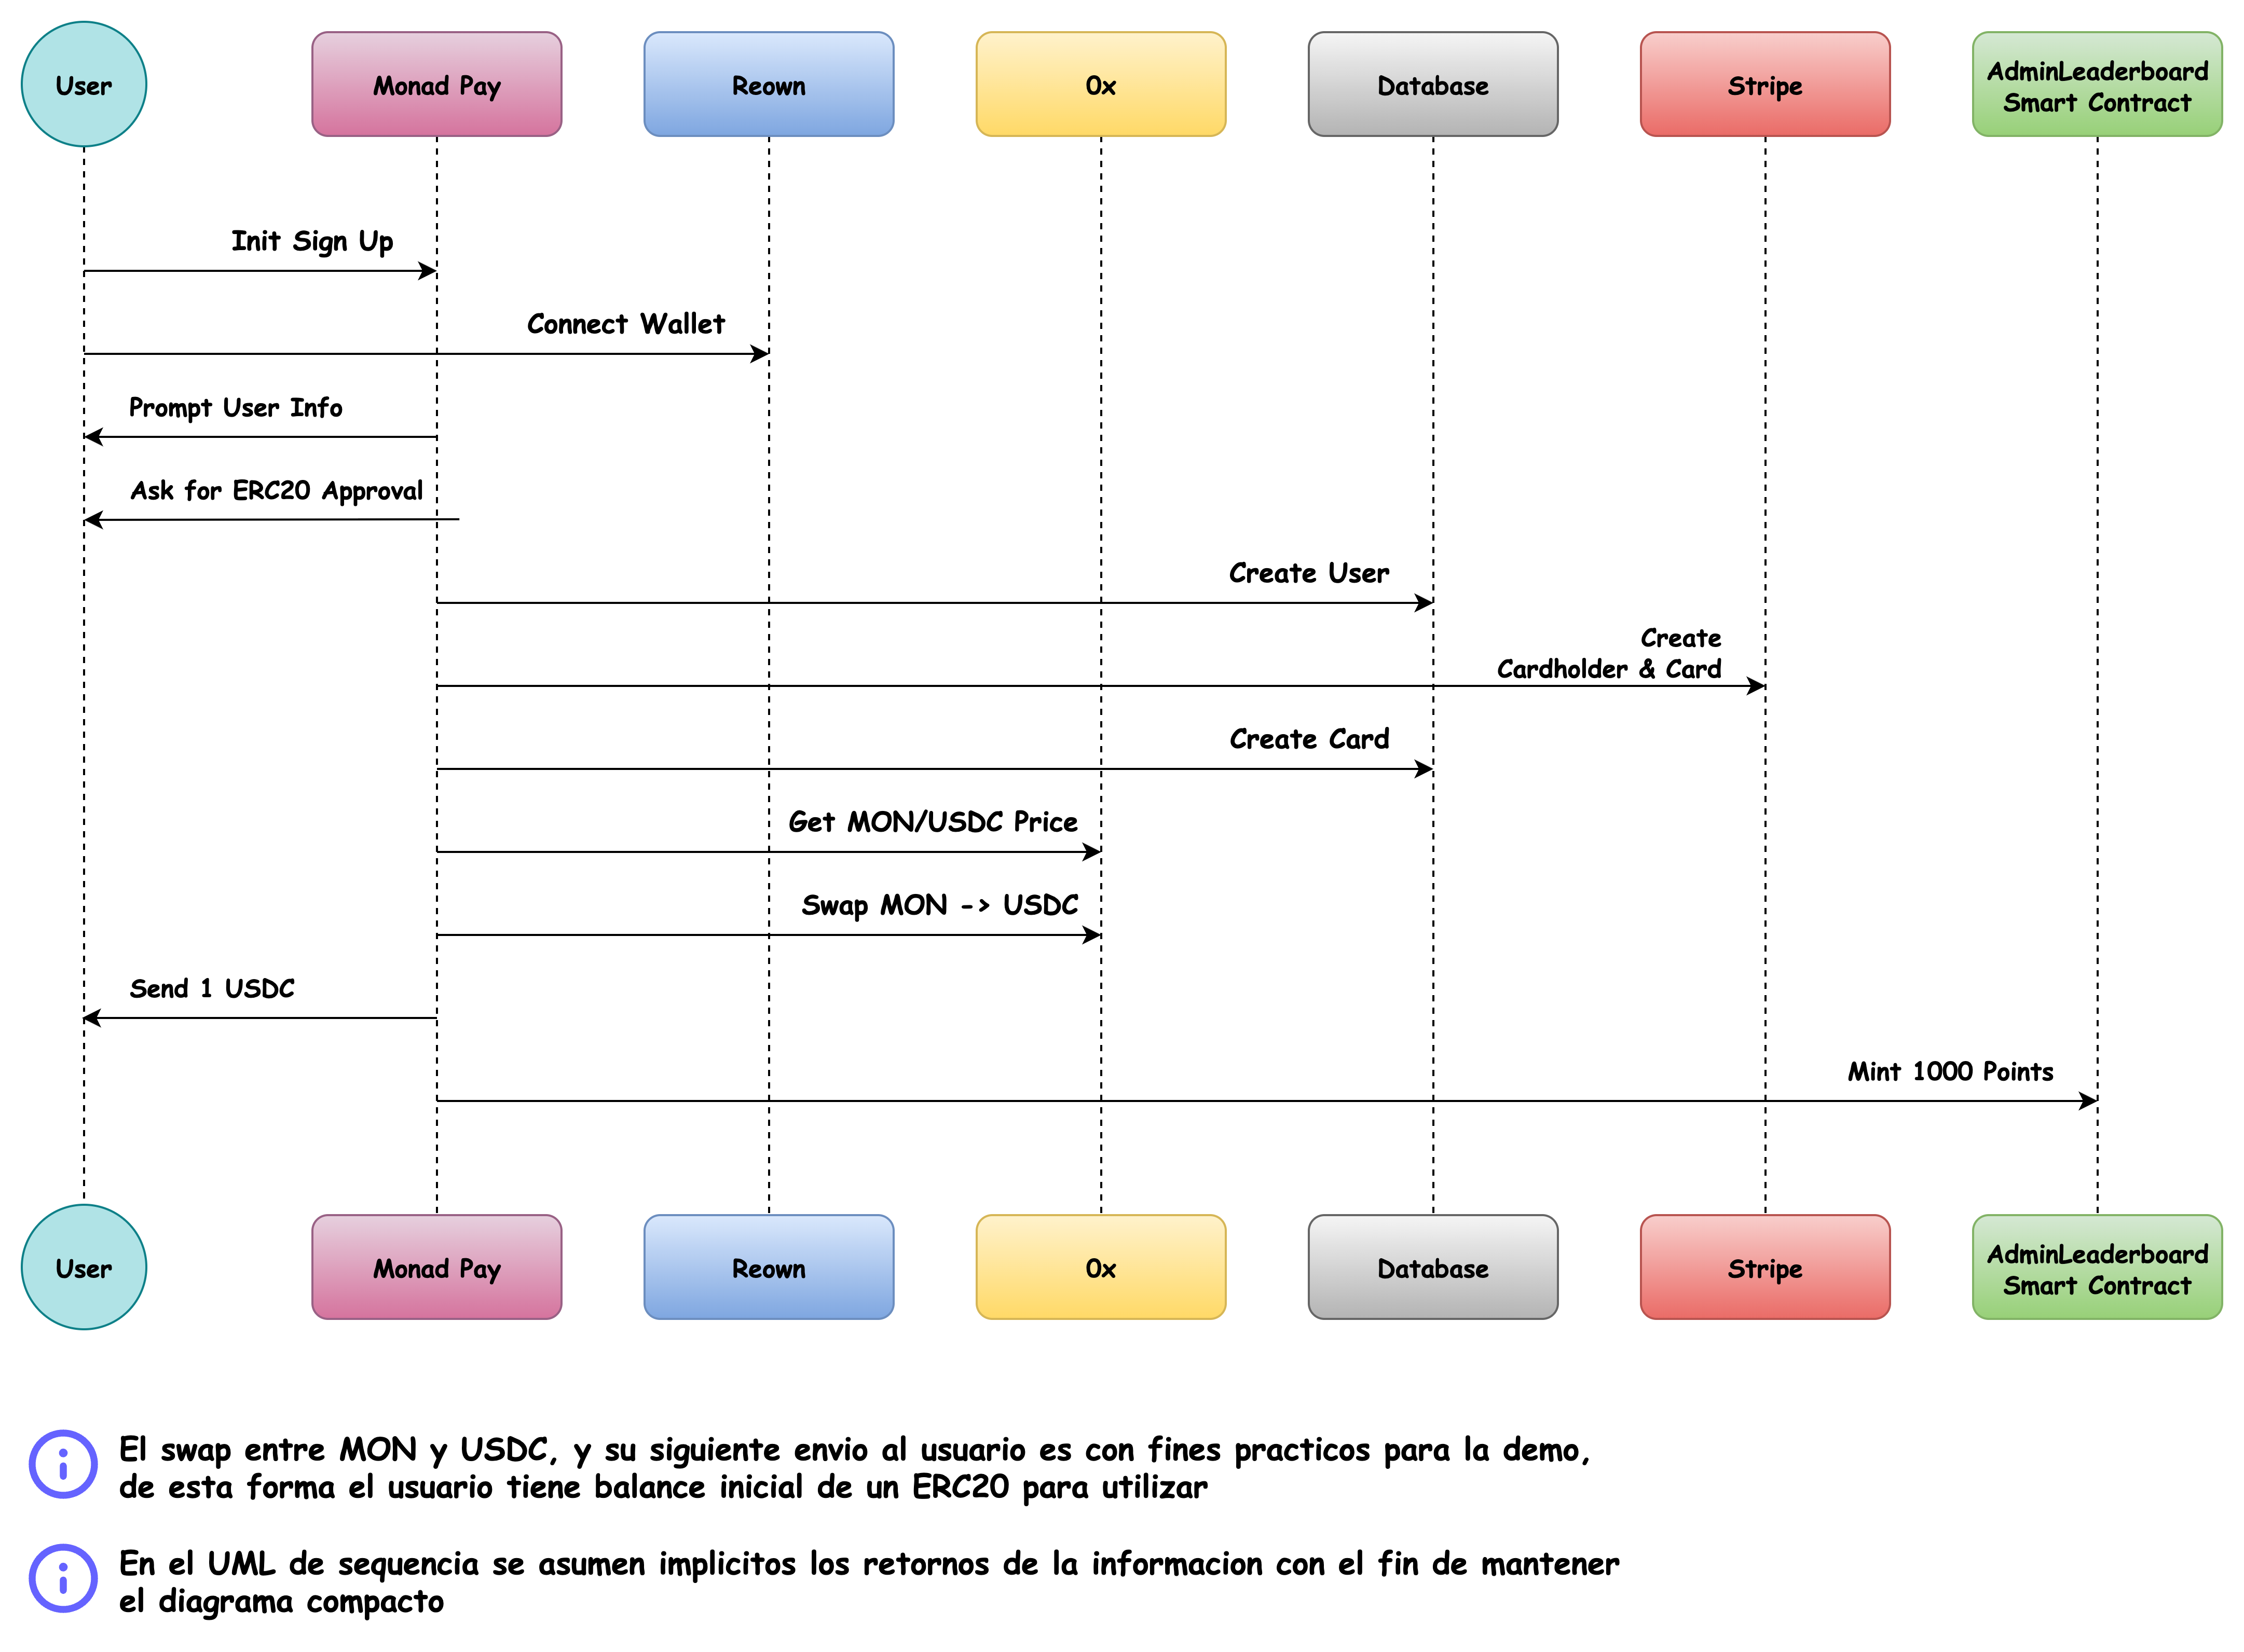 User
Monad Pay
Reown
0x
Database
Stripe
AdminLeaderboard
Smart Contract
Init Sign Up
Connect Wallet
Prompt User Info
Ask for ERC20 Approval
Create User
Create
Cardholder & Card
Create Card
Get MON/USDC Price
Swap MON -> USDC
Send 1 USDC
Mint 1000 Points
User
Monad Pay
Reown
0x
Database
Stripe
AdminLeaderboard
Smart Contract
El swap entre MON y USDC, y su siguiente envio al usuario es con fines practicos para la demo,
de esta forma el usuario tiene balance inicial de un ERC20 para utilizar
En el UML de sequencia se asumen implicitos los retornos de la informacion con el fin de mantener
el diagrama compacto